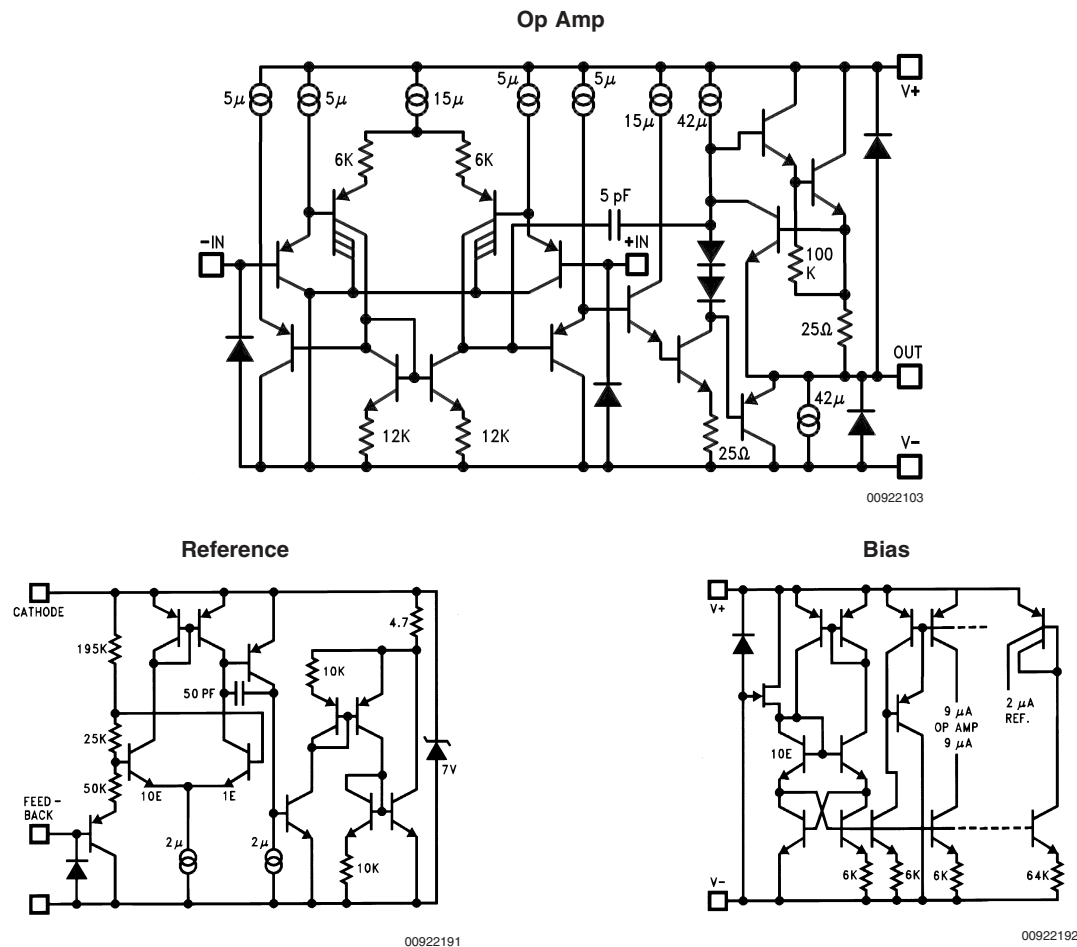 Op Amp
5μ
5μ
15μ
5μ
5μ
15μ
42μ
V+
6K
6K
5 pF
-IN
+IN
100
K
25Ω
OUT
42μ
12K
12K
25Ω
V-
00922103
Reference
CATHODE
195K
4.7
10K
50 PF
25K
50K
10E
1E
7V
FEED-
BACK
2μ
2μ
10K
00922191
Bias
V+
2 μA
REF.
9 μA
OP AMP
9 μA
10E
6K
6K
6K
64K
V-
00922192